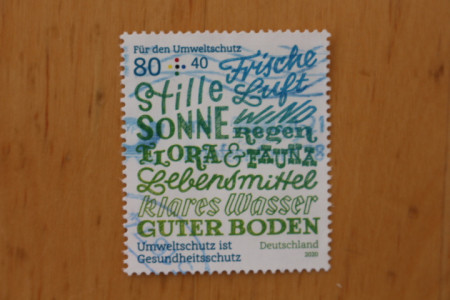 Für den Umweltschutz
80 + 40
Frische
Luft
Stille
WIND
SONNE
Regen
FLORA & FAUNA
Lebensmittel
klares Wasser
GUTER BODEN
Umweltschutz ist
Gesundheitsschutz
Deutschland
2020